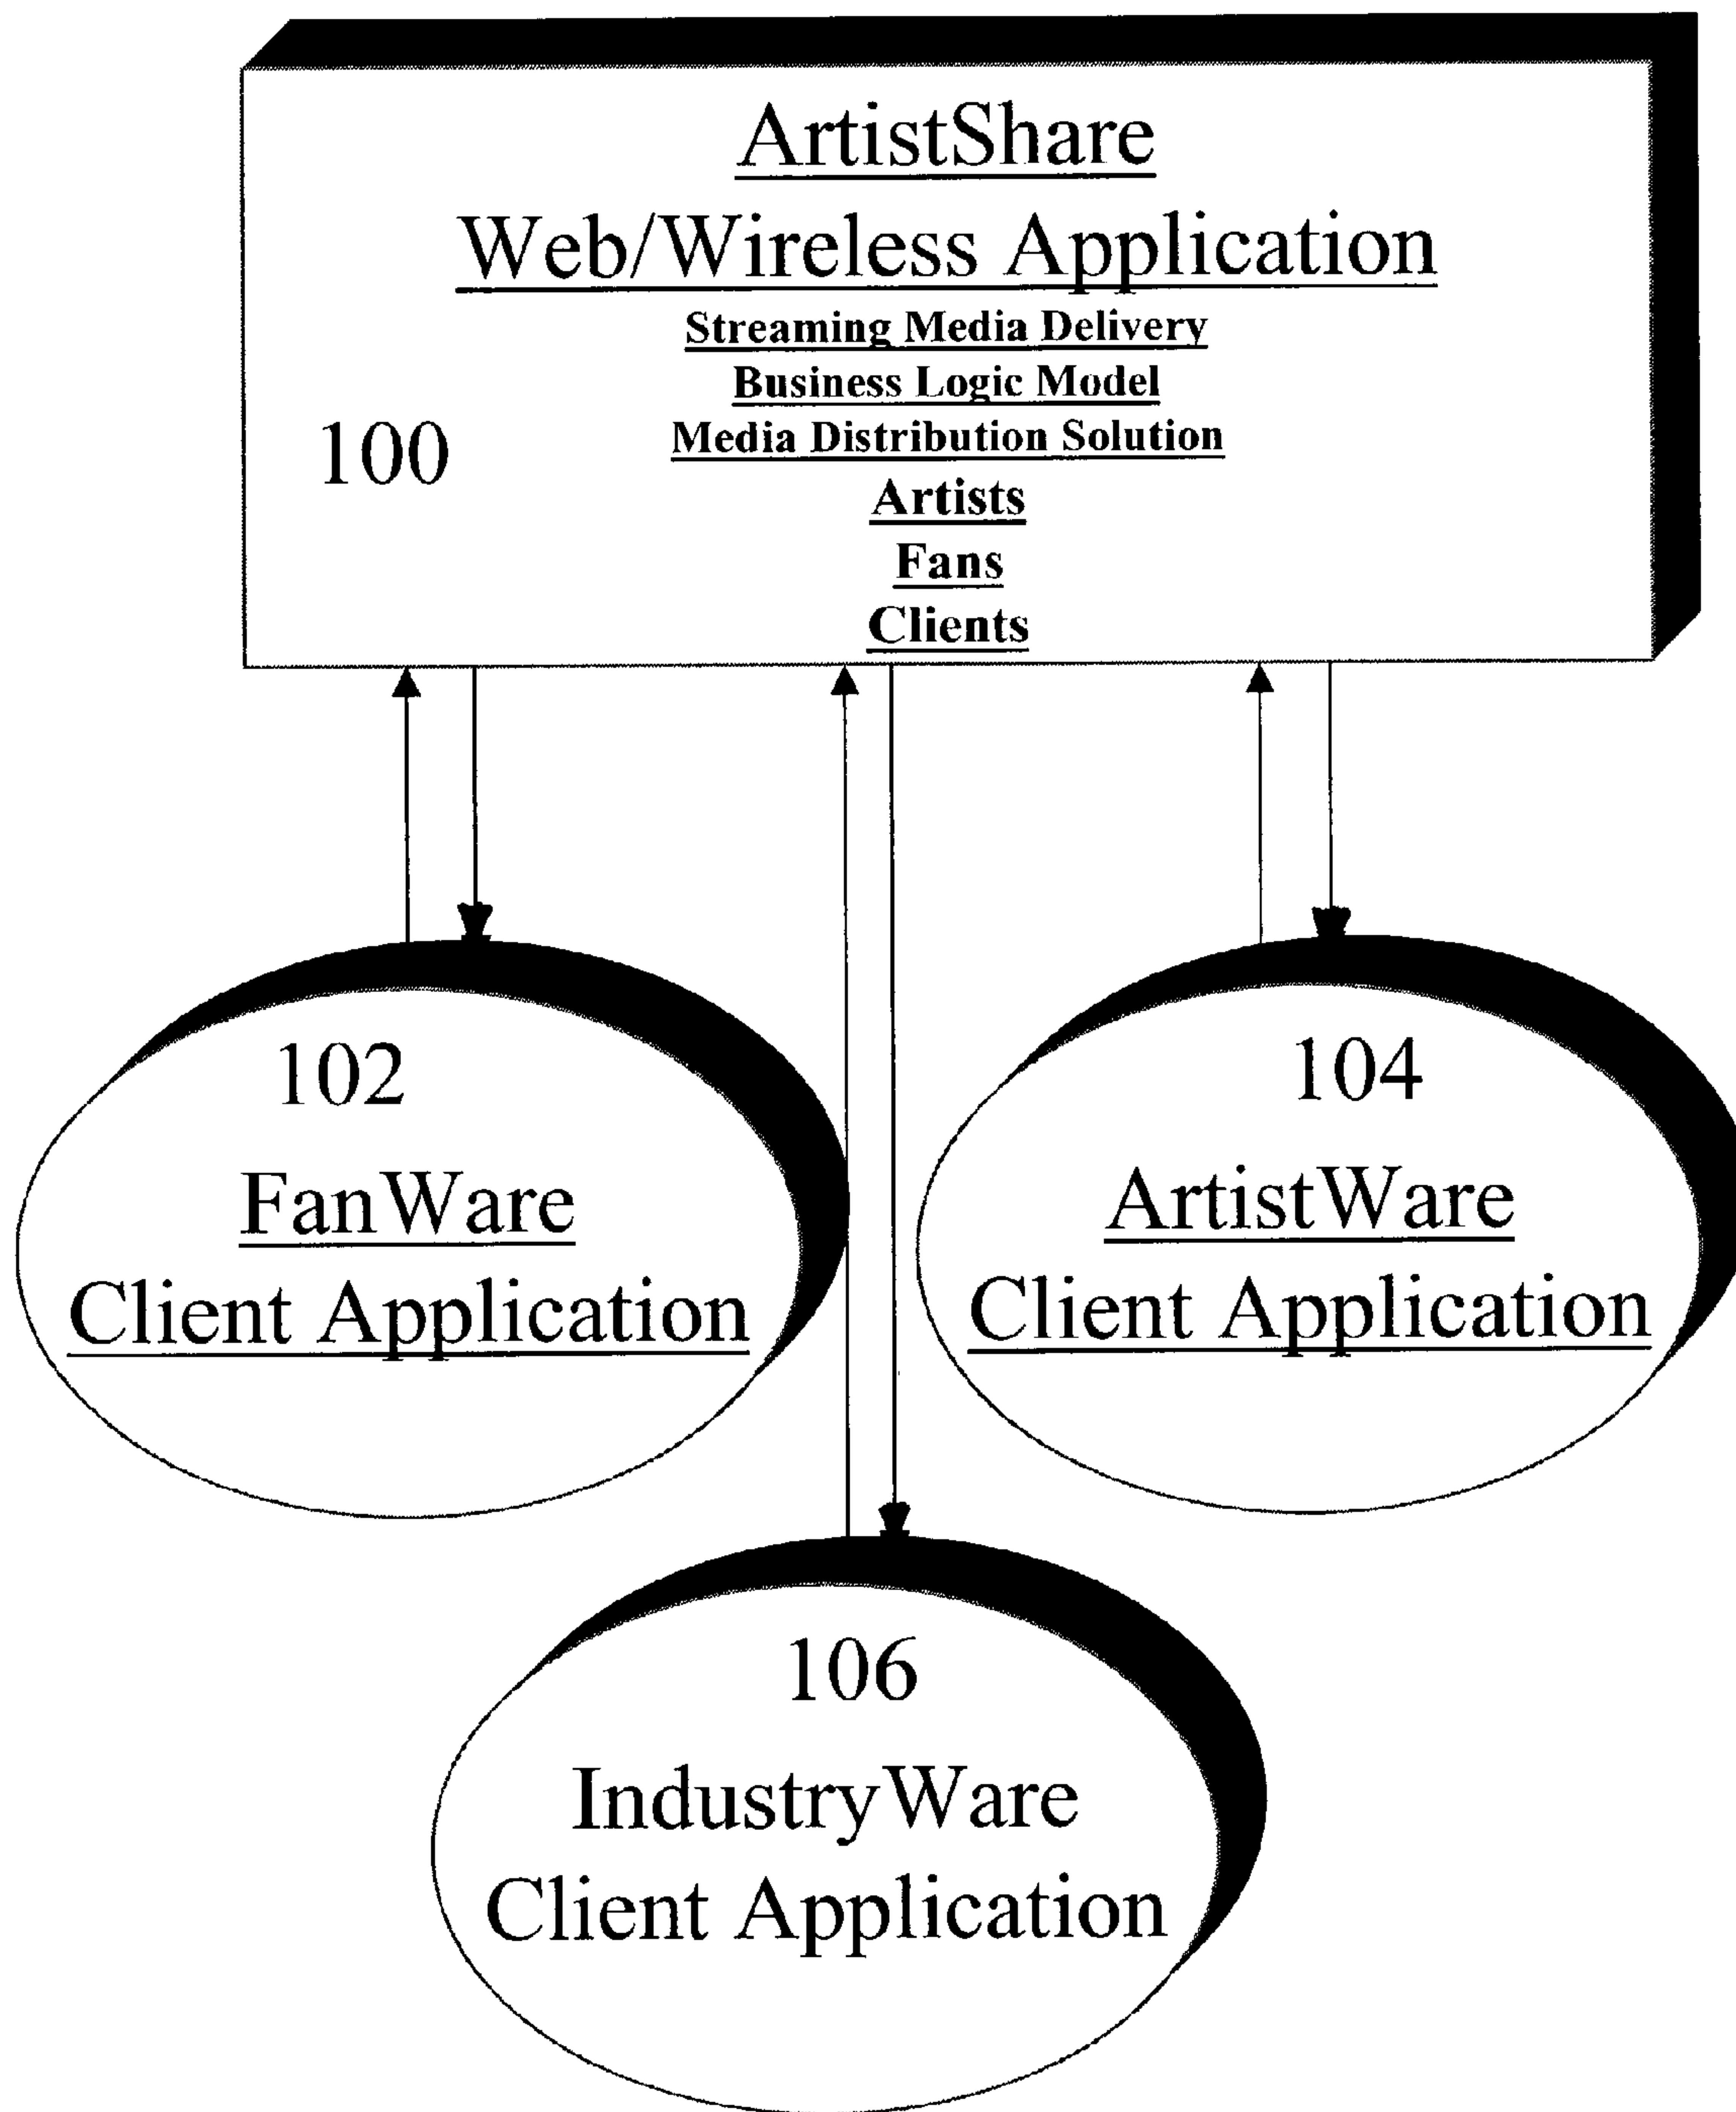 ArtistShare
Web/Wireless Application
Streaming Media Delivery
Business Logic Model
Media Distribution Solution
100
Artists
Fans
Clients
102
FanWare
Client Application
104
ArtistWare
Client Application
106
IndustryWare
Client Application